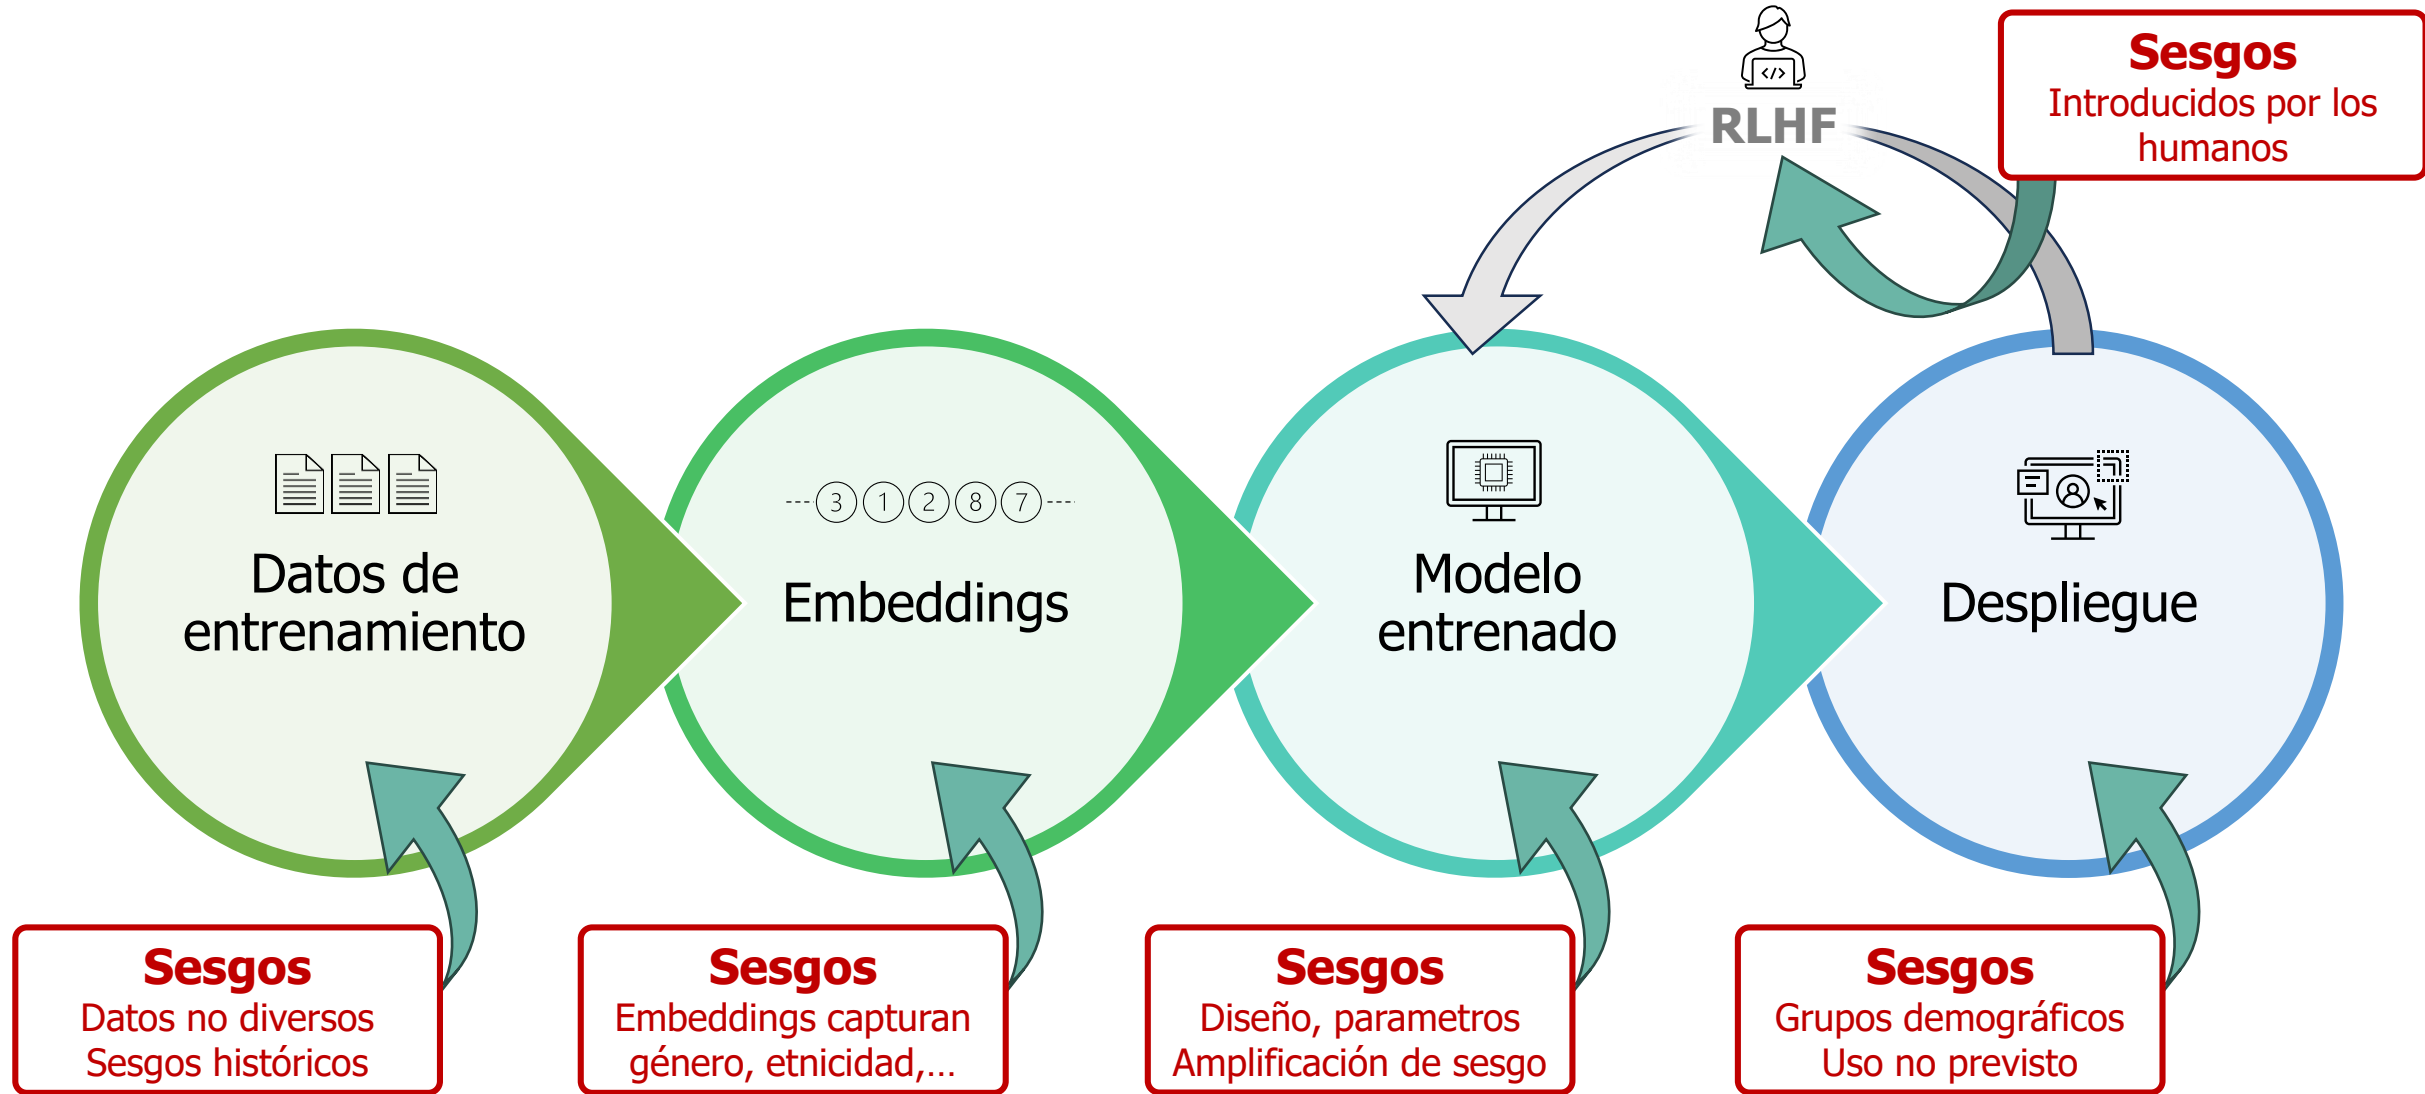 Sesgos
Introducidos por los
humanos
</>
RLHF
Datos de
entrenamiento
3 1 2 8 7
Embeddings
Modelo
entrenado
Despliegue
Sesgos
Datos no diversos
Sesgos históricos
Sesgos
Embeddings capturan
género, etnicidad,...
Sesgos
Diseño, parametros
Amplificación de sesgo
Sesgos
Grupos demográficos
Uso no previsto